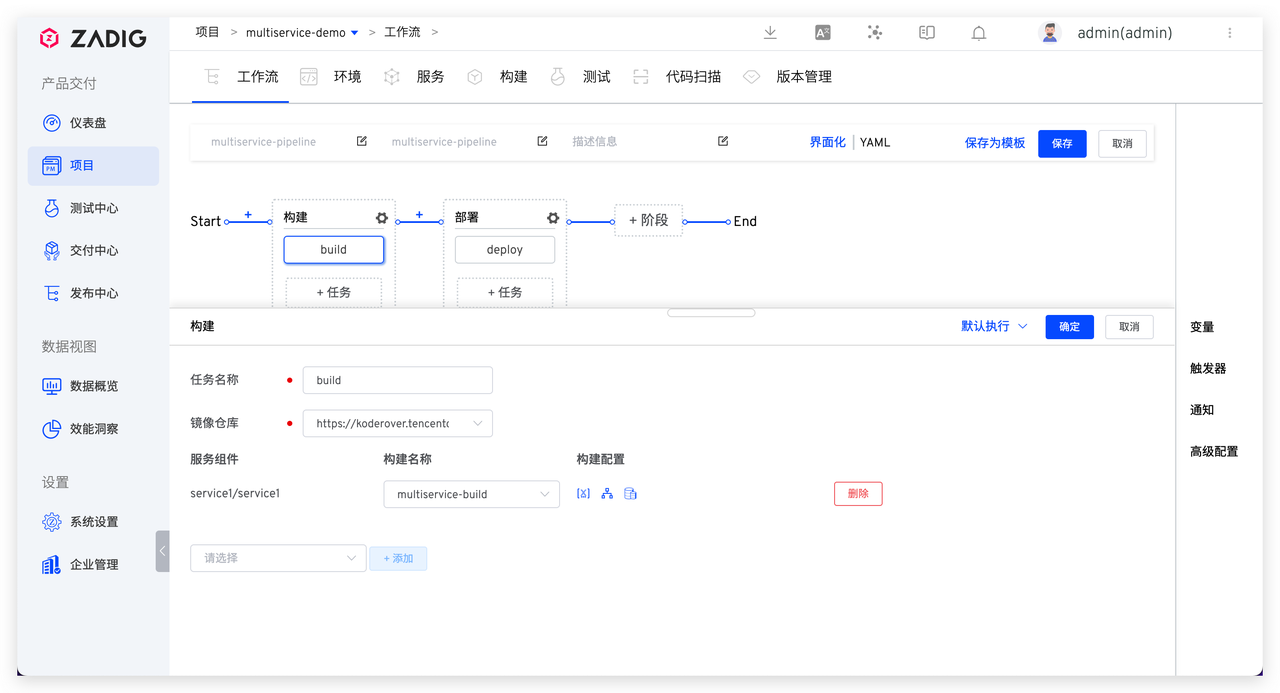 ZADIG
产品交付
仪表盘
项目
PM
测试中心
交付中心
发布中心
数据视图
数据概览
效能洞察
设置
系统设置
企业管理
项目 > multiservice-demo > 工作流 >
admin(admin)
工作流 环境 服务 构建 测试 代码扫描 版本管理
multiservice-pipeline multiservice-pipeline 描述信息 界面化 | YAML 保存为模板 保存 取消
Start + 构建 + 部署 + 阶段 End
build deploy
+ 任务 + 任务
构建 默认执行 确定 取消
任务名称 build
镜像仓库 https://koderover.tencentc
服务组件 构建名称 构建配置
service1/service1 multiservice-build 删除
请选择 + 添加
变量
触发器
通知
高级配置